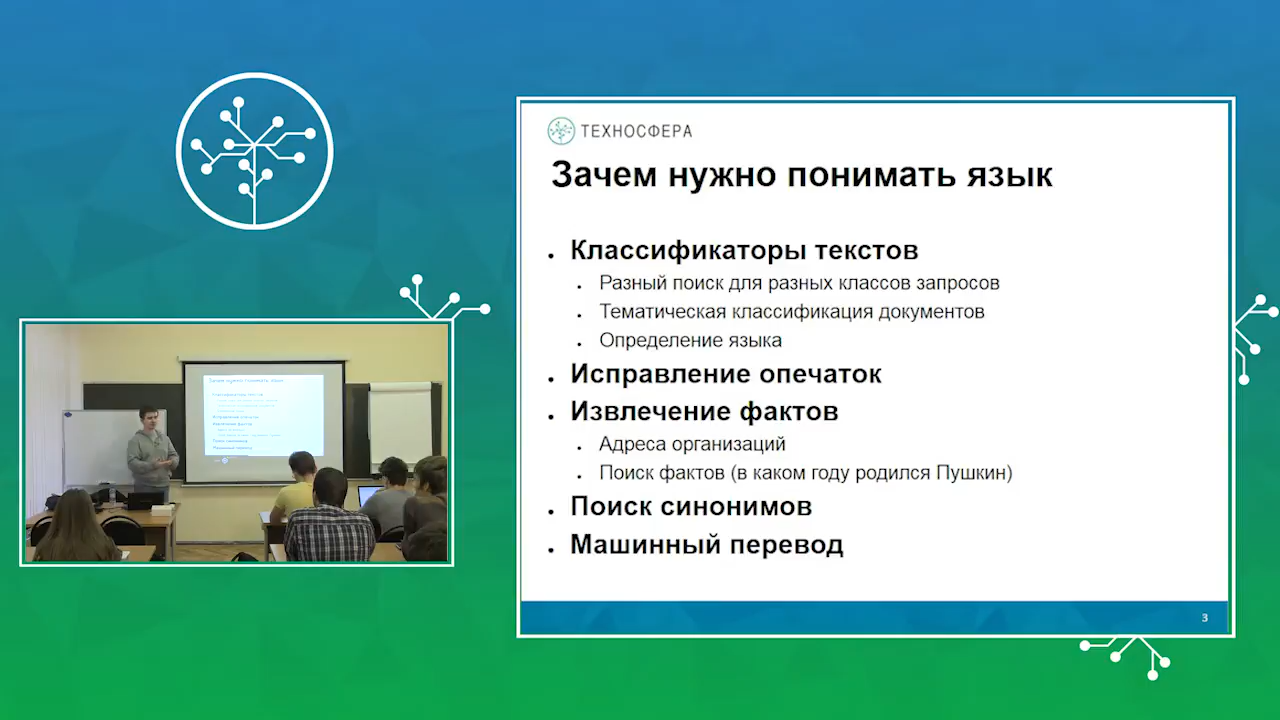 ТЕХНОСФЕРА
Зачем нужно понимать язык
Классификаторы текстов
Разный поиск для разных классов запросов
Тематическая классификация документов
Определение языка
Исправление опечаток
Извлечение фактов
Адреса организаций
Поиск фактов (в каком году родился Пушкин)
Поиск синонимов
Машинный перевод
3